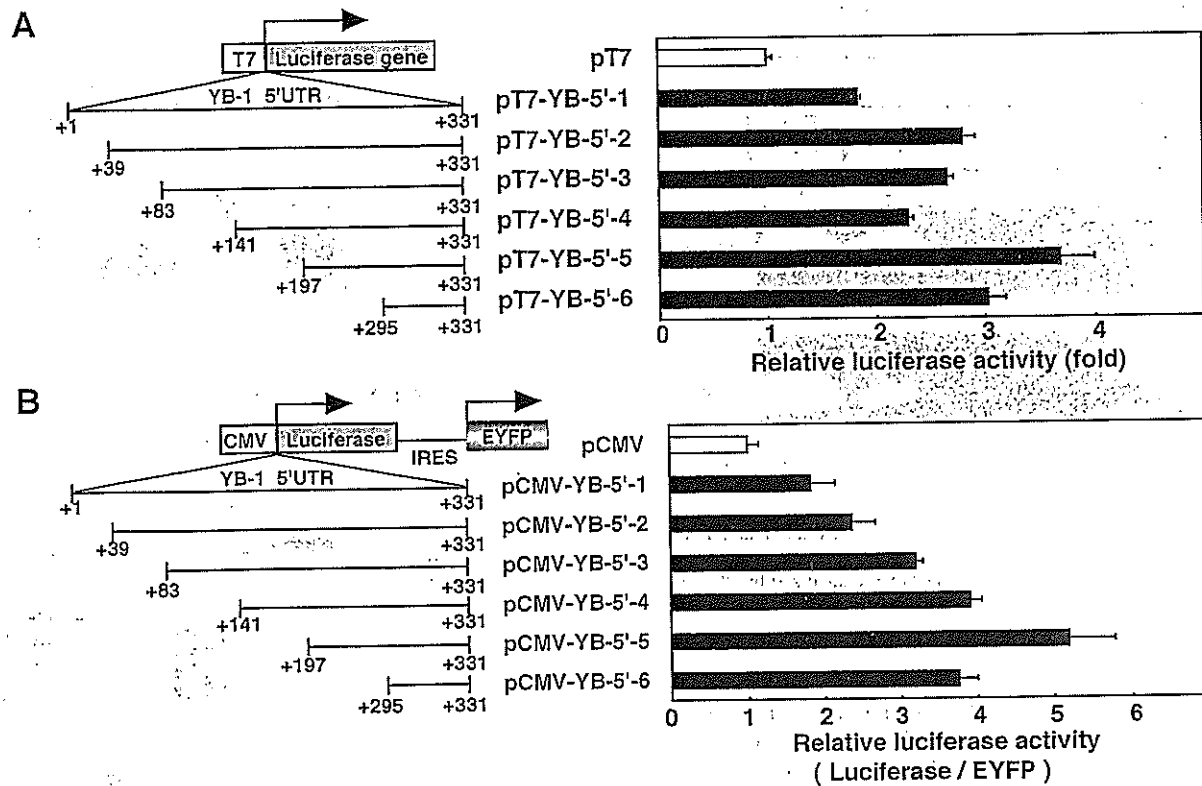 A
T7 Luciferase gene
YB-1 5'UTR
+1 +331
+39 +331
+83 +331
+141 +331
+197 +331
+295 +331
pT7
pT7-YB-5'-1
pT7-YB-5'-2
pT7-YB-5'-3
pT7-YB-5'-4
pT7-YB-5'-5
pT7-YB-5'-6
0 1 2 3 4
Relative luciferase activity (fold)
B
CMV Luciferase IRES EYFP
YB-1 5'UTR
+1 +331
+39 +331
+83 +331
+141 +331
+197 +331
+295 +331
pCMV
pCMV-YB-5'-1
pCMV-YB-5'-2
pCMV-YB-5'-3
pCMV-YB-5'-4
pCMV-YB-5'-5
pCMV-YB-5'-6
0 1 2 3 4 5 6
Relative luciferase activity
( Luciferase / EYFP )